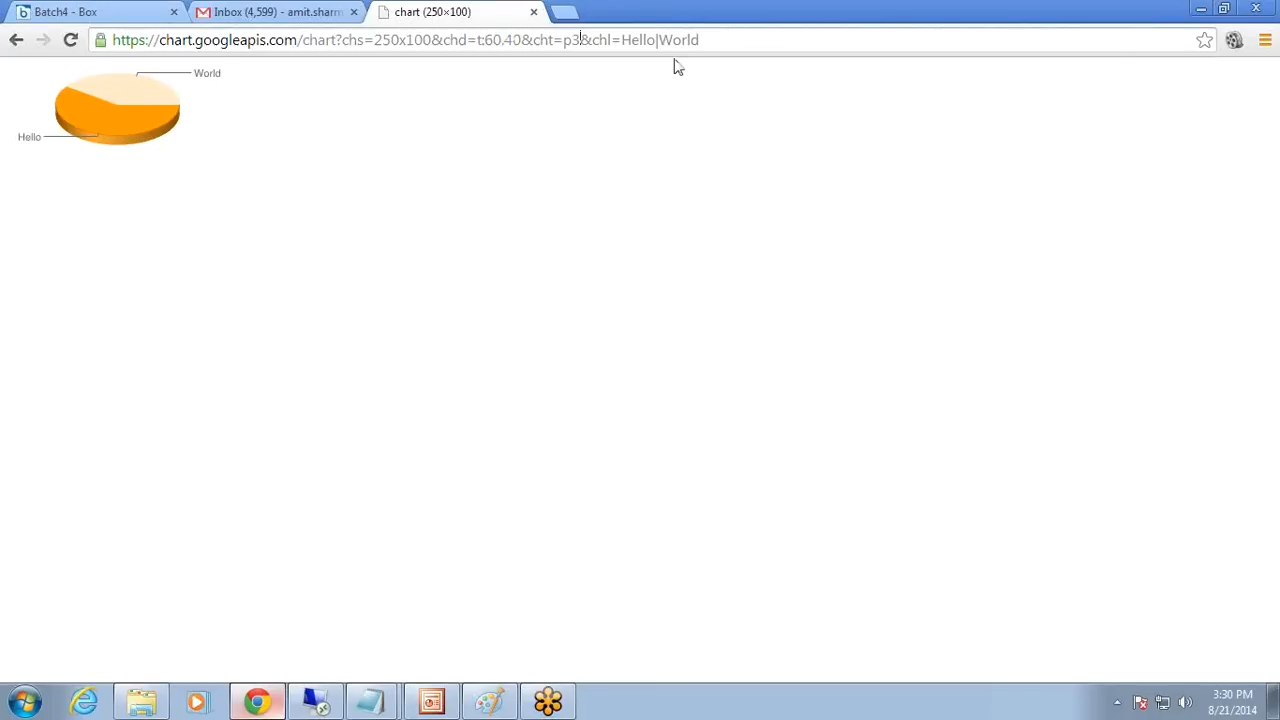 Batch4 - Box
Inbox (4,599) - amit.sharm
chart (250×100)
https://chart.googleapis.com/chart?chs=250x100&chd=t:60,40&cht=p3&chl=Hello|World
World
Hello
3:30 PM
8/21/2014